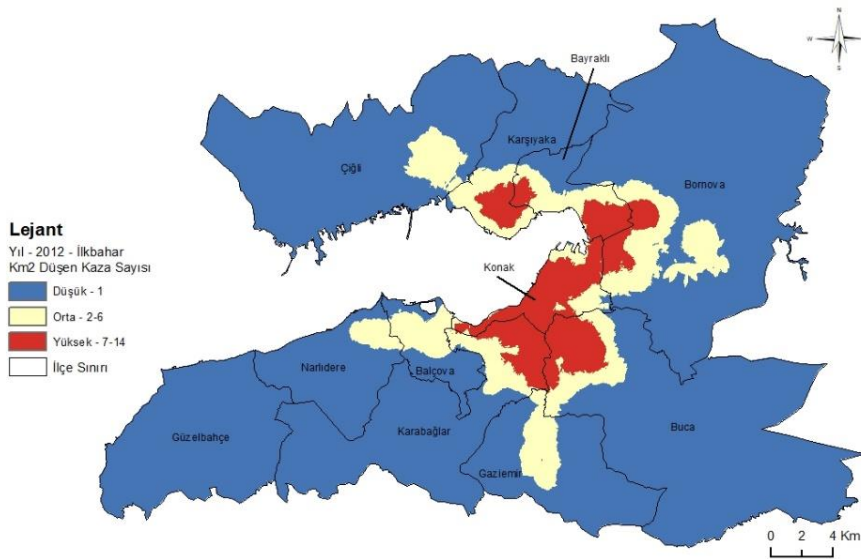 N
W E
S
Bayraklı
Karşıyaka
Çiğli
Bornova
Lejant
Yıl - 2012 - İlkbahar
Km2 Düşen Kaza Sayısı
Düşük - 1
Orta - 2-6
Yüksek - 7-14
İlçe Sınırı
Konak
Narlıdere
Balçova
Güzelbahçe
Karabağlar
Buca
Gaziemir
0 2 4 Km